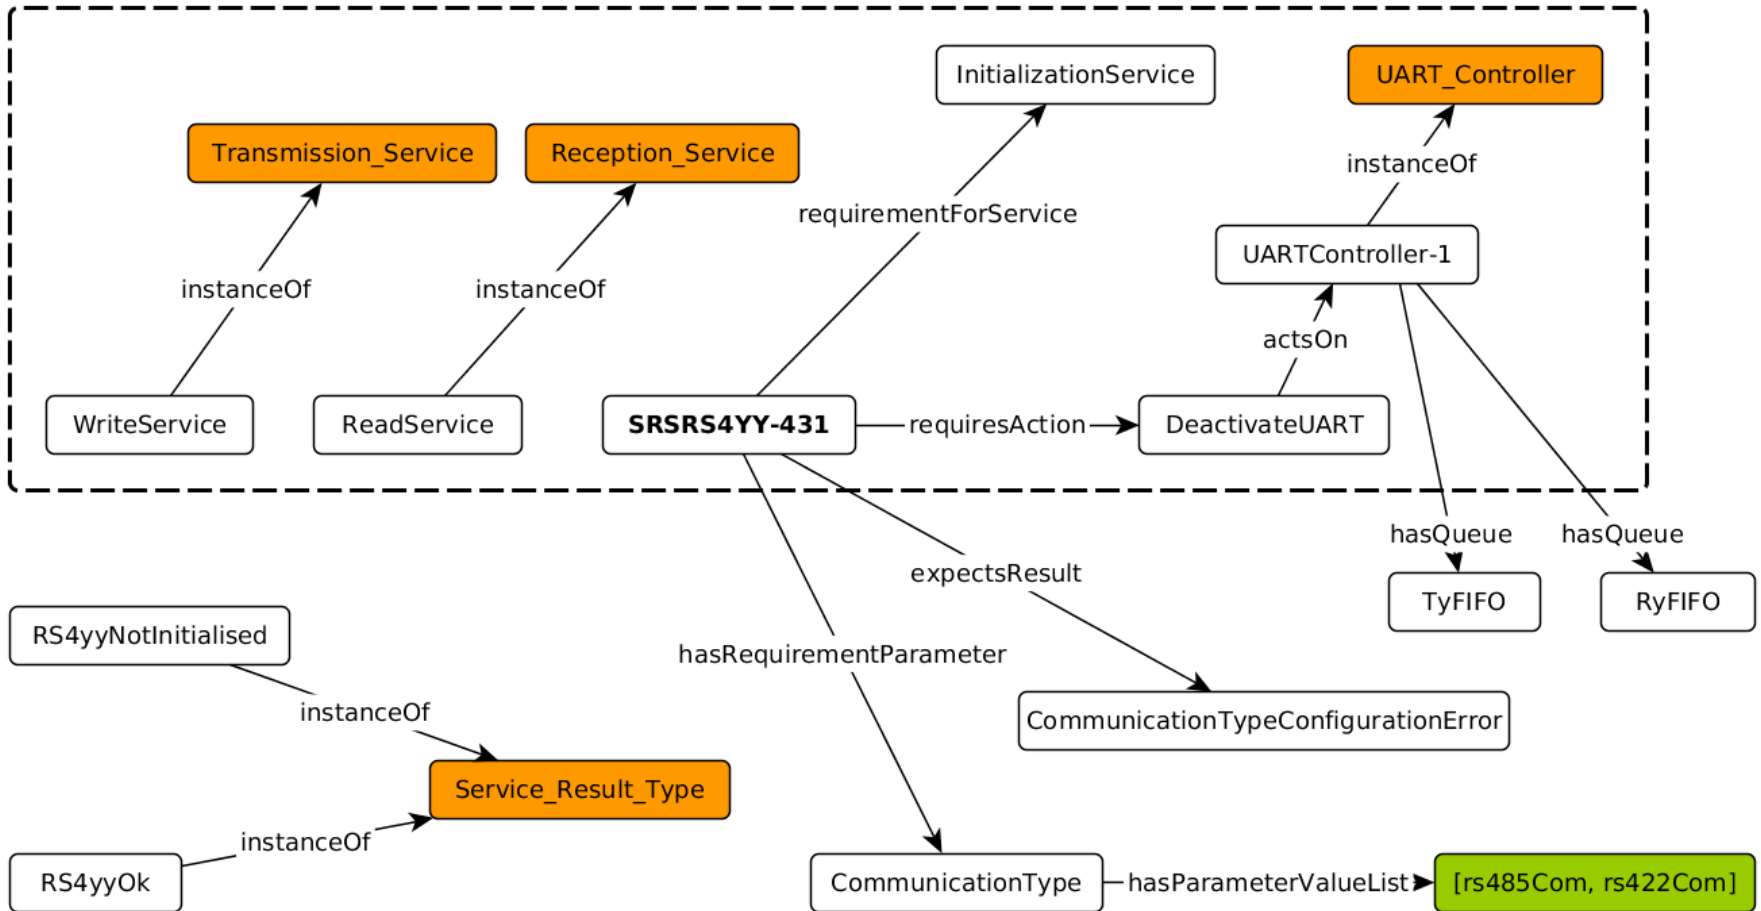 InitializationService
UART_Controller
Transmission_Service
Reception_Service
instanceOf
requirementForService
UARTController-1
instanceOf
instanceOf
actsOn
WriteService
ReadService
SRSRS4YY-431
requiresAction
DeactivateUART
hasQueue
hasQueue
expectsResult
TyFIFO
RyFIFO
RS4yyNotInitialised
hasRequirementParameter
instanceOf
CommunicationTypeConfigurationError
Service_Result_Type
instanceOf
RS4yyOk
CommunicationType
hasParameterValueList
[rs485Com, rs422Com]